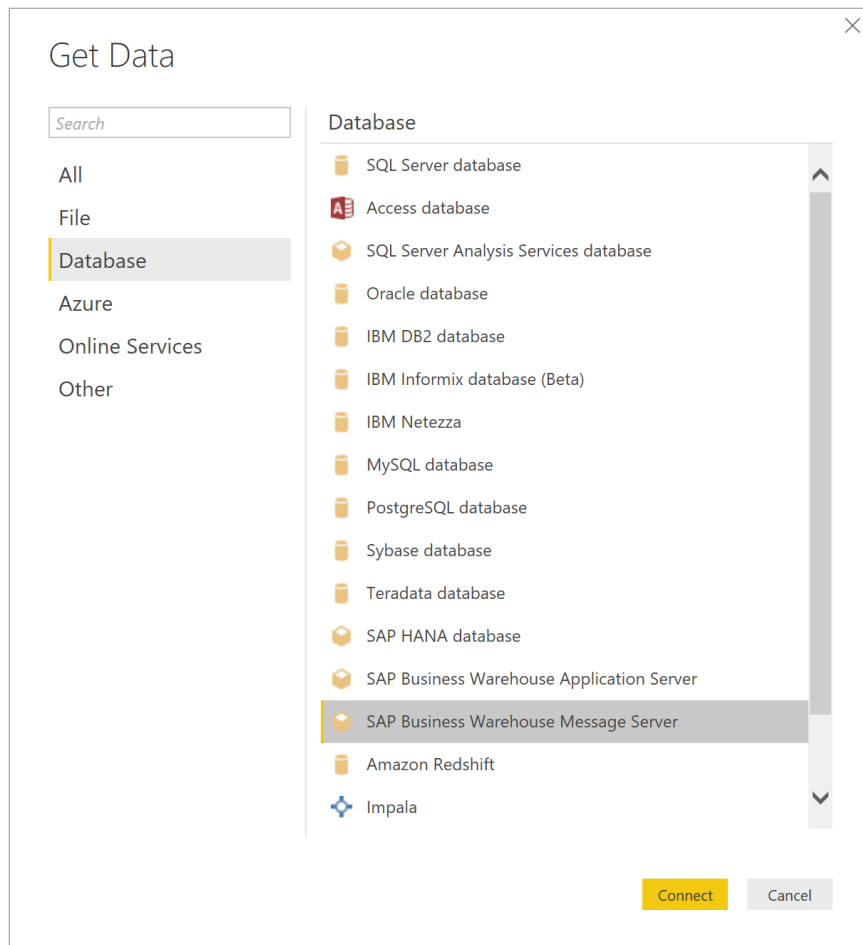 Get Data
Search
All
File
Database
Azure
Online Services
Other
Database
SQL Server database
Access database
SQL Server Analysis Services database
Oracle database
IBM DB2 database
IBM Informix database (Beta)
IBM Netezza
MySQL database
PostgreSQL database
Sybase database
Teradata database
SAP HANA database
SAP Business Warehouse Application Server
SAP Business Warehouse Message Server
Amazon Redshift
Impala
Connect
Cancel